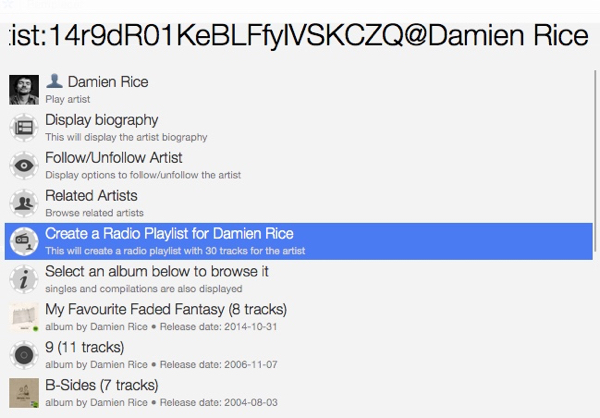 ist:14r9dR01KeBLFfylVSKCZQ@Damien Rice
Damien Rice
Play artist
Display biography
This will display the artist biography
Follow/Unfollow Artist
Display options to follow/unfollow the artist
Related Artists
Browse related artists
Create a Radio Playlist for Damien Rice
This will create a radio playlist with 30 tracks for the artist
Select an album below to browse it
singles and compilations are also displayed
My Favourite Faded Fantasy (8 tracks)
album by Damien Rice ● Release date: 2014-10-31
9 (11 tracks)
album by Damien Rice ● Release date: 2006-11-07
B-Sides (7 tracks)
album by Damien Rice ● Release date: 2004-08-03